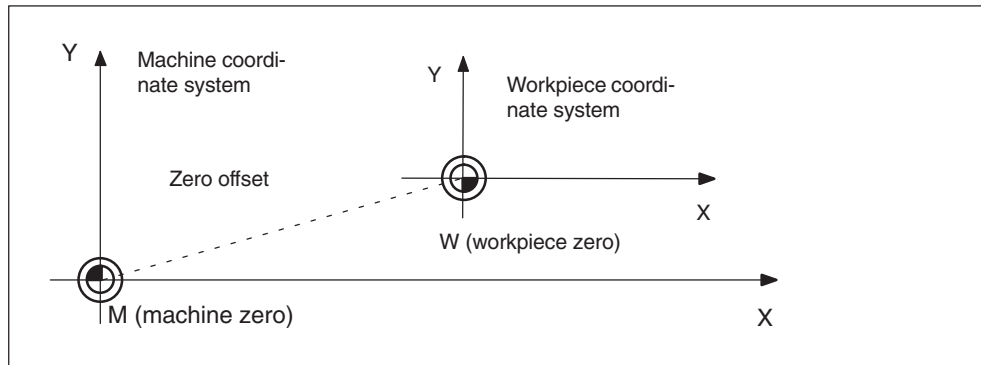 Y
Machine coordi-
nate system
Y
Workpiece coordi-
nate system
Zero offset
X
W (workpiece zero)
M (machine zero)
X